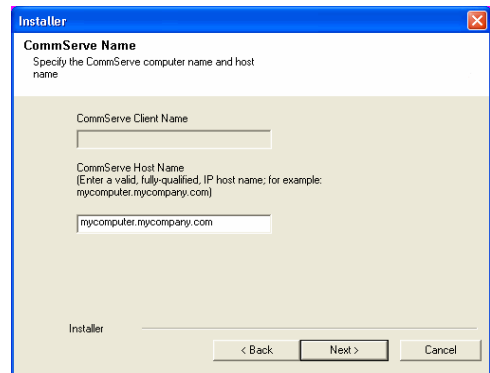 Installer
CommServe Name
Specify the CommServe computer name and host
name
CommServe Client Name
CommServe Host Name
(Enter a valid, fully-qualified, IP host name; for example:
mycomputer.mycompany.com)
mycomputer.mycompany.com
Installer
< Back
Next >
Cancel